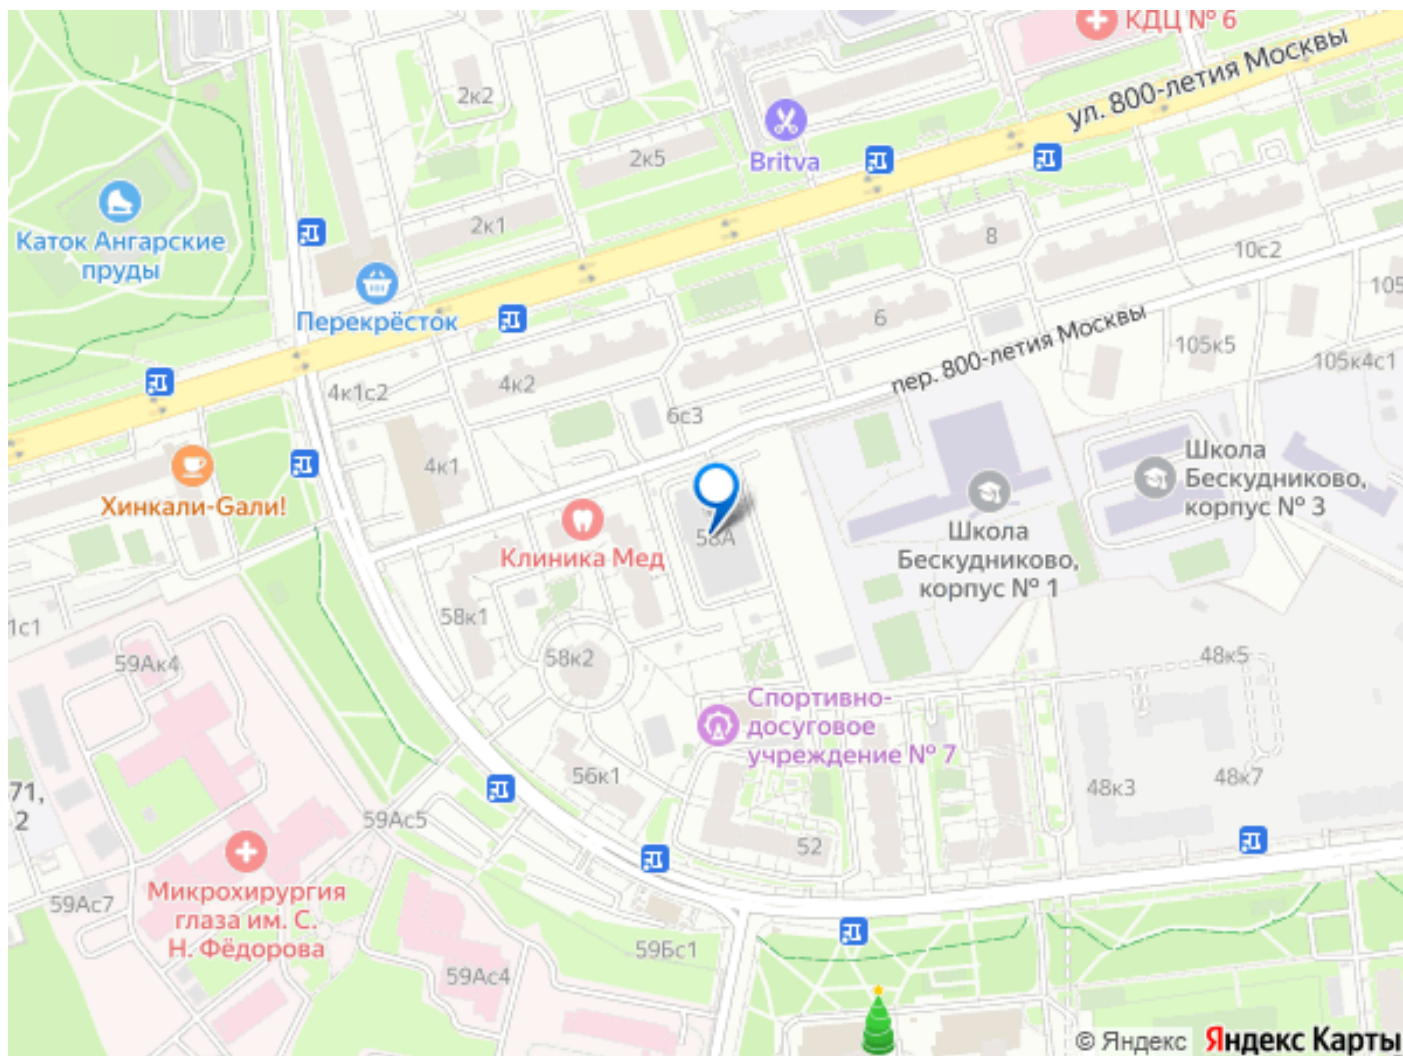 КДЦ № 6
ул. 800-летия Москвы
2к2
Britva
2к5
2к1
Каток Ангарские
пруды
8
10с2
Перекрёсток
6
105
пер. 800-летия Москвы
105к5
105к4с1
4к2
4к1с2
6с3
4к1
Хинкали-Gали!
Школа
Бескудниково,
корпус № 3
Школа
Бескудниково,
корпус № 1
58А
Клиника Мед
58к1
1с1
59Ак4
58к2
48к5
Спортивно-
досуговое
учреждение № 7
56к1
48к7
48к3
71,
2
59Ас5
52
Микрохирургия
глаза им. С.
Н. Фёдорова
59Ас7
59Бс1
59Ас4
© Яндекс Яндекс Карты